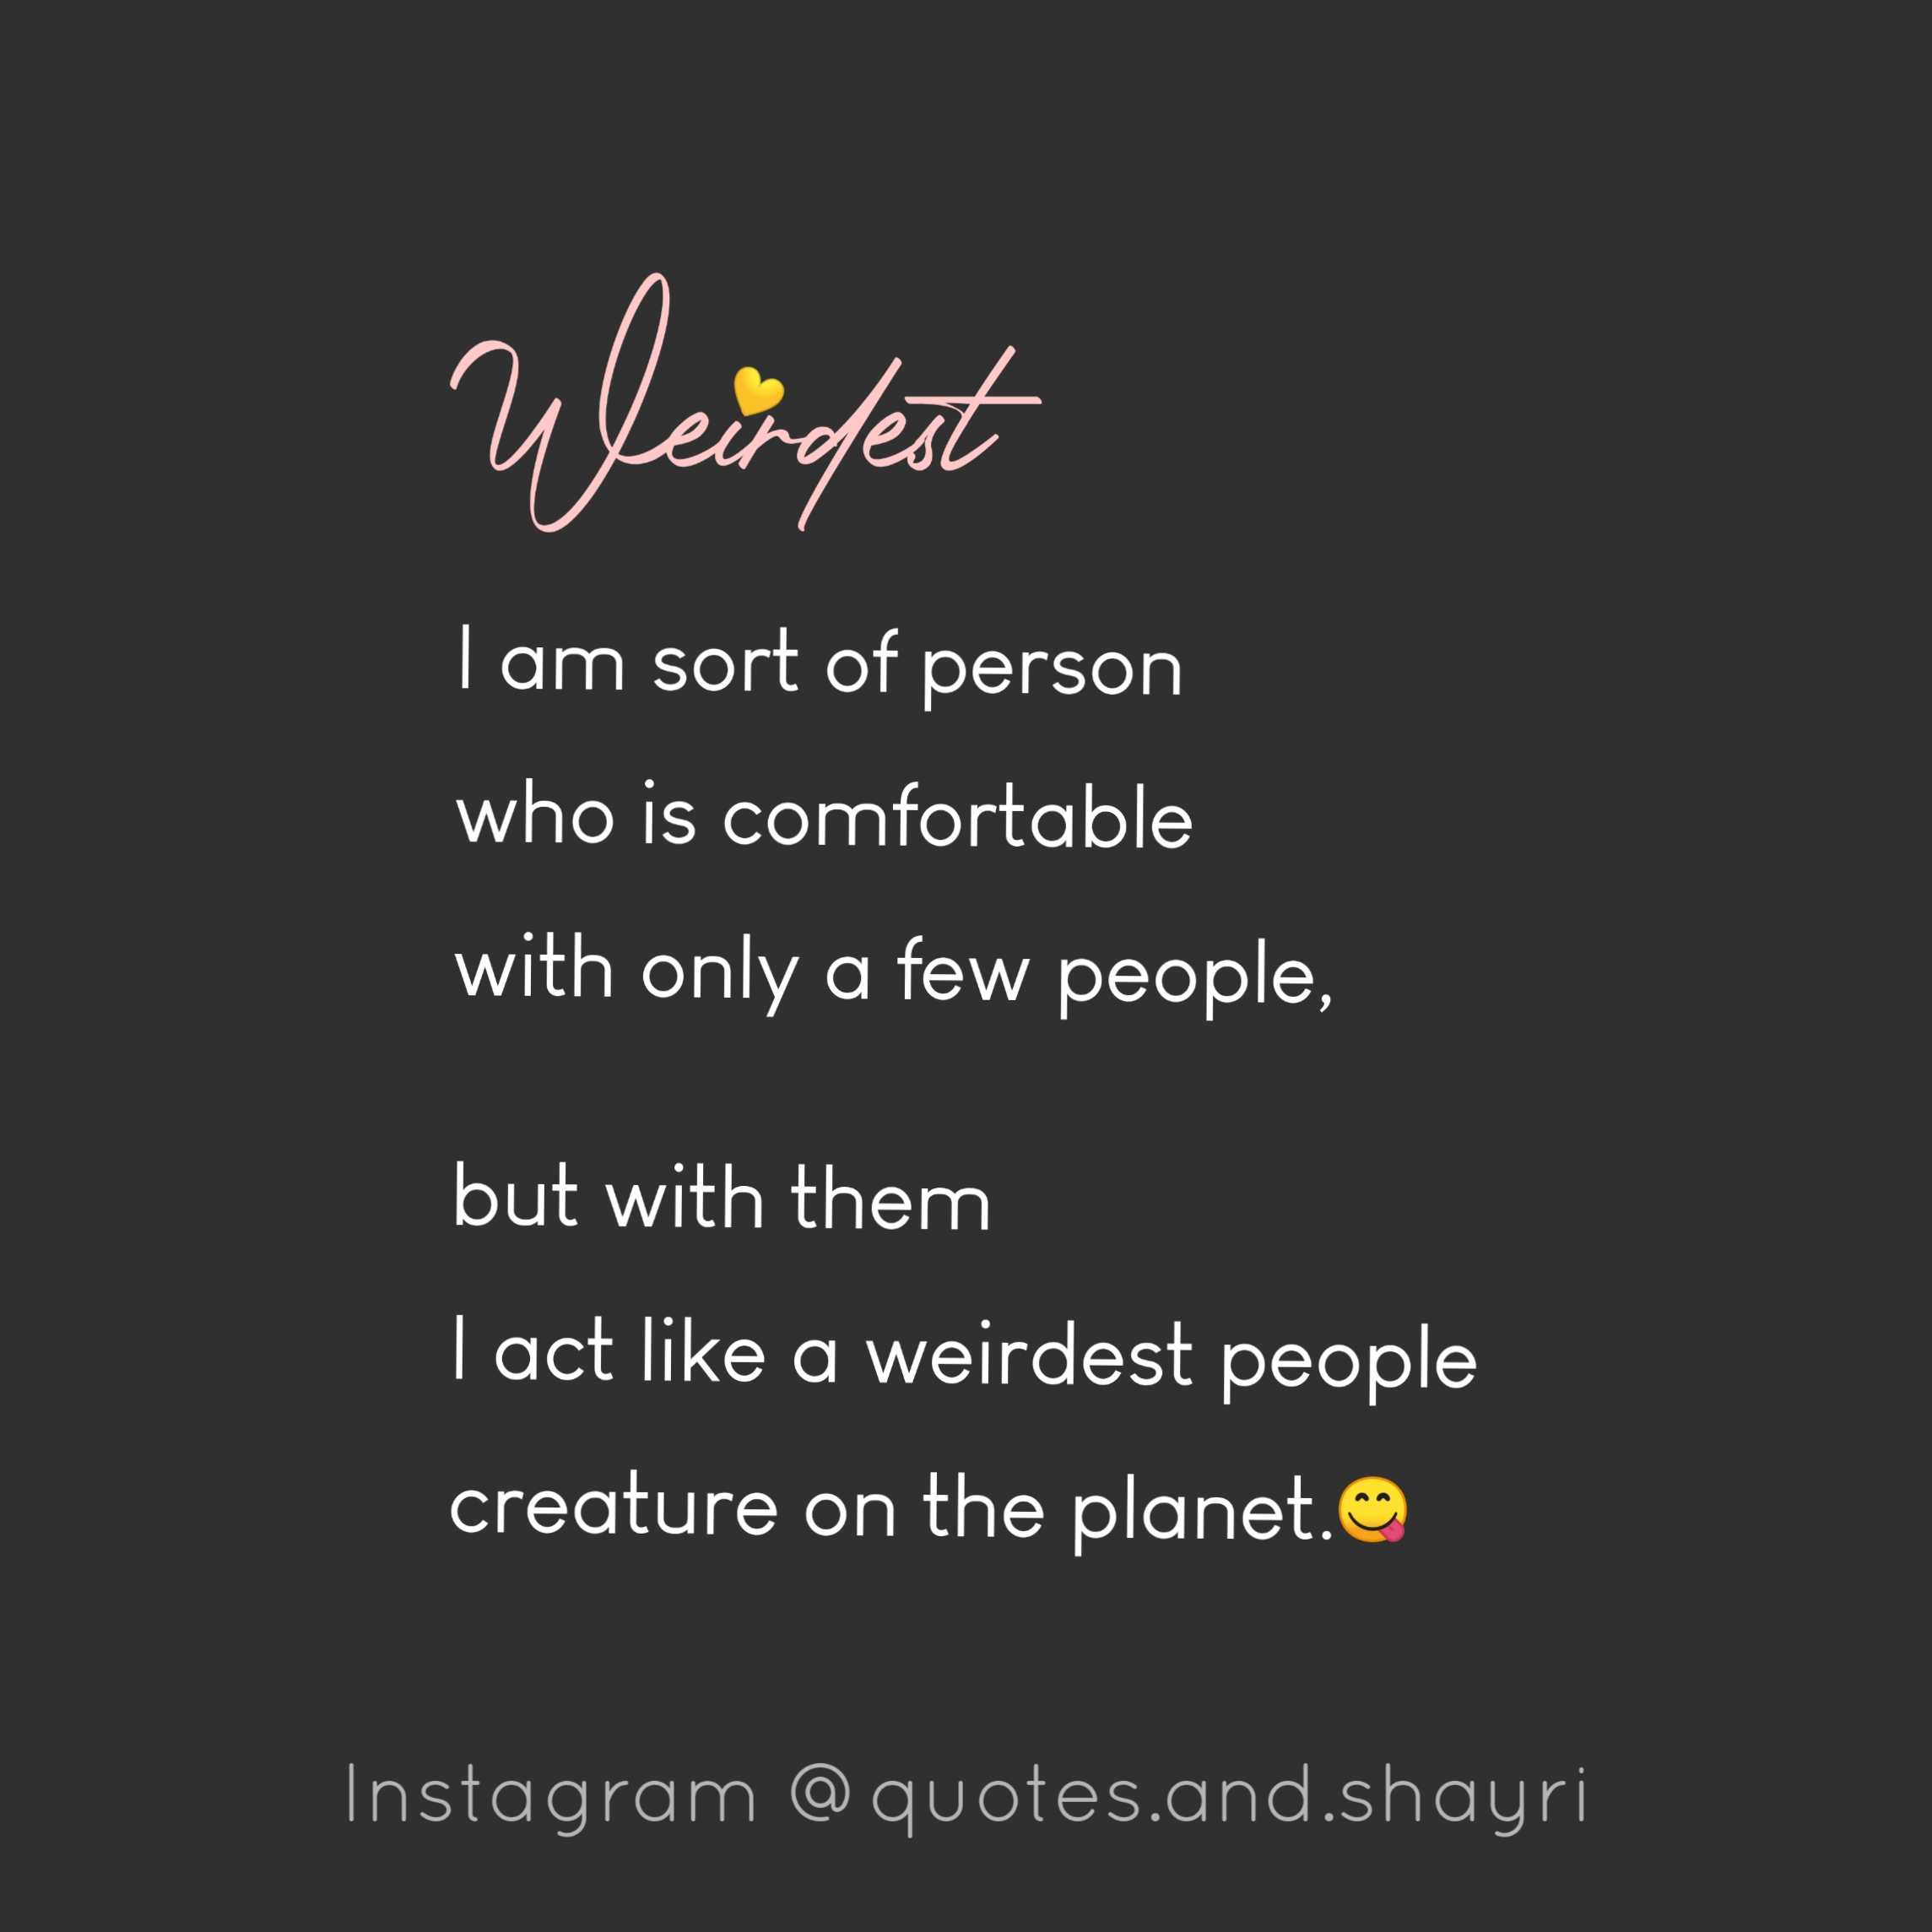 Weirdest
I am sort of person
who is comfortable
with only a few people,
but with them
I act like a weirdest people
creature on the planet.😋
Instagram @quotes.and.shayri